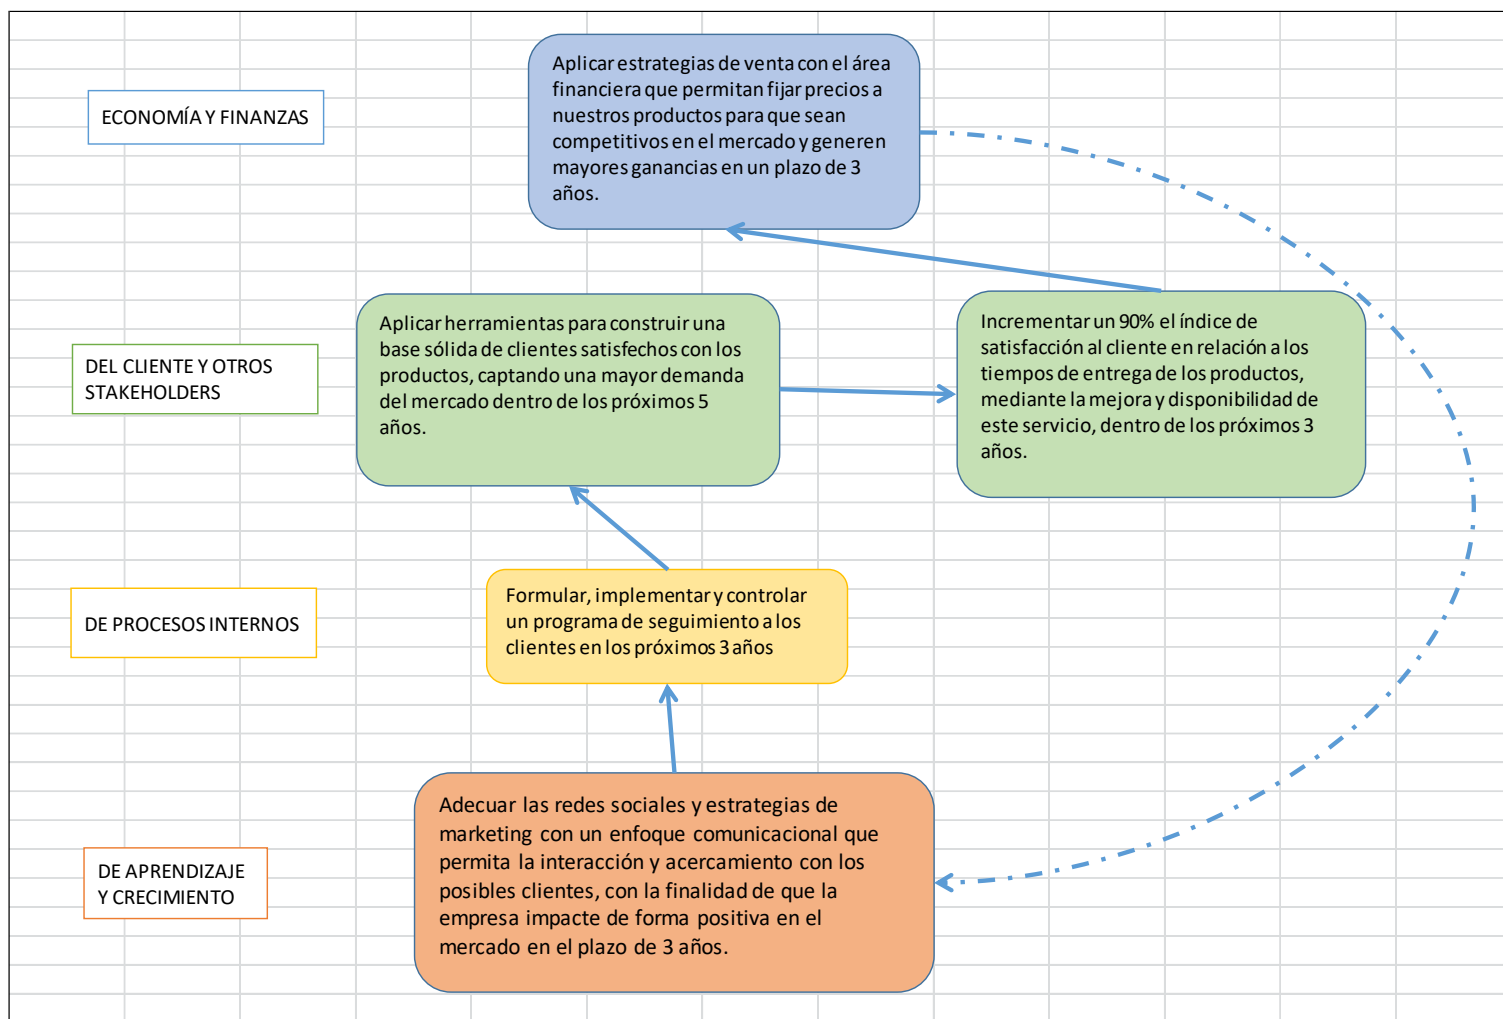 ECONOMÍA Y FINANZAS
Aplicar estrategias de venta con el área
financiera que permitan fijar precios a
nuestros productos para que sean
competitivos en el mercado y generen
mayores ganancias en un plazo de 3
años.
DEL CLIENTE Y OTROS
STAKEHOLDERS
Aplicar herramientas para construir una
base sólida de clientes satisfechos con los
productos, captando una mayor demanda
del mercado dentro de los próximos 5
años.
Incrementar un 90% el índice de
satisfacción al cliente en relación a los
tiempos de entrega de los productos,
mediante la mejora y disponibilidad de
este servicio, dentro de los próximos 3
años.
DE PROCESOS INTERNOS
Formular, implementar y controlar
un programa de seguimiento a los
clientes en los próximos 3 años
DE APRENDIZAJE
Y CRECIMIENTO
Adecuar las redes sociales y estrategias de
marketing con un enfoque comunicacional que
permita la interacción y acercamiento con los
posibles clientes, con la finalidad de que la
empresa impacte de forma positiva en el
mercado en el plazo de 3 años.